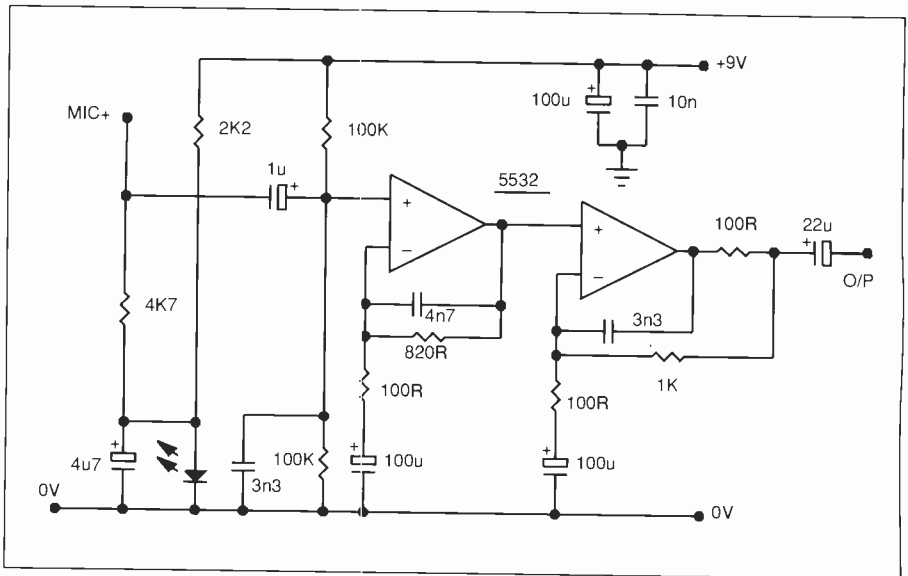 +9V
MIC+
2K2
100K
+
100u
10n
1u
+
5532
+
−
+
−
100R
22u
+
O/P
4K7
4n7
820R
3n3
1K
100R
100R
+
4u7
3n3
100K
+
100u
+
100u
0V
0V